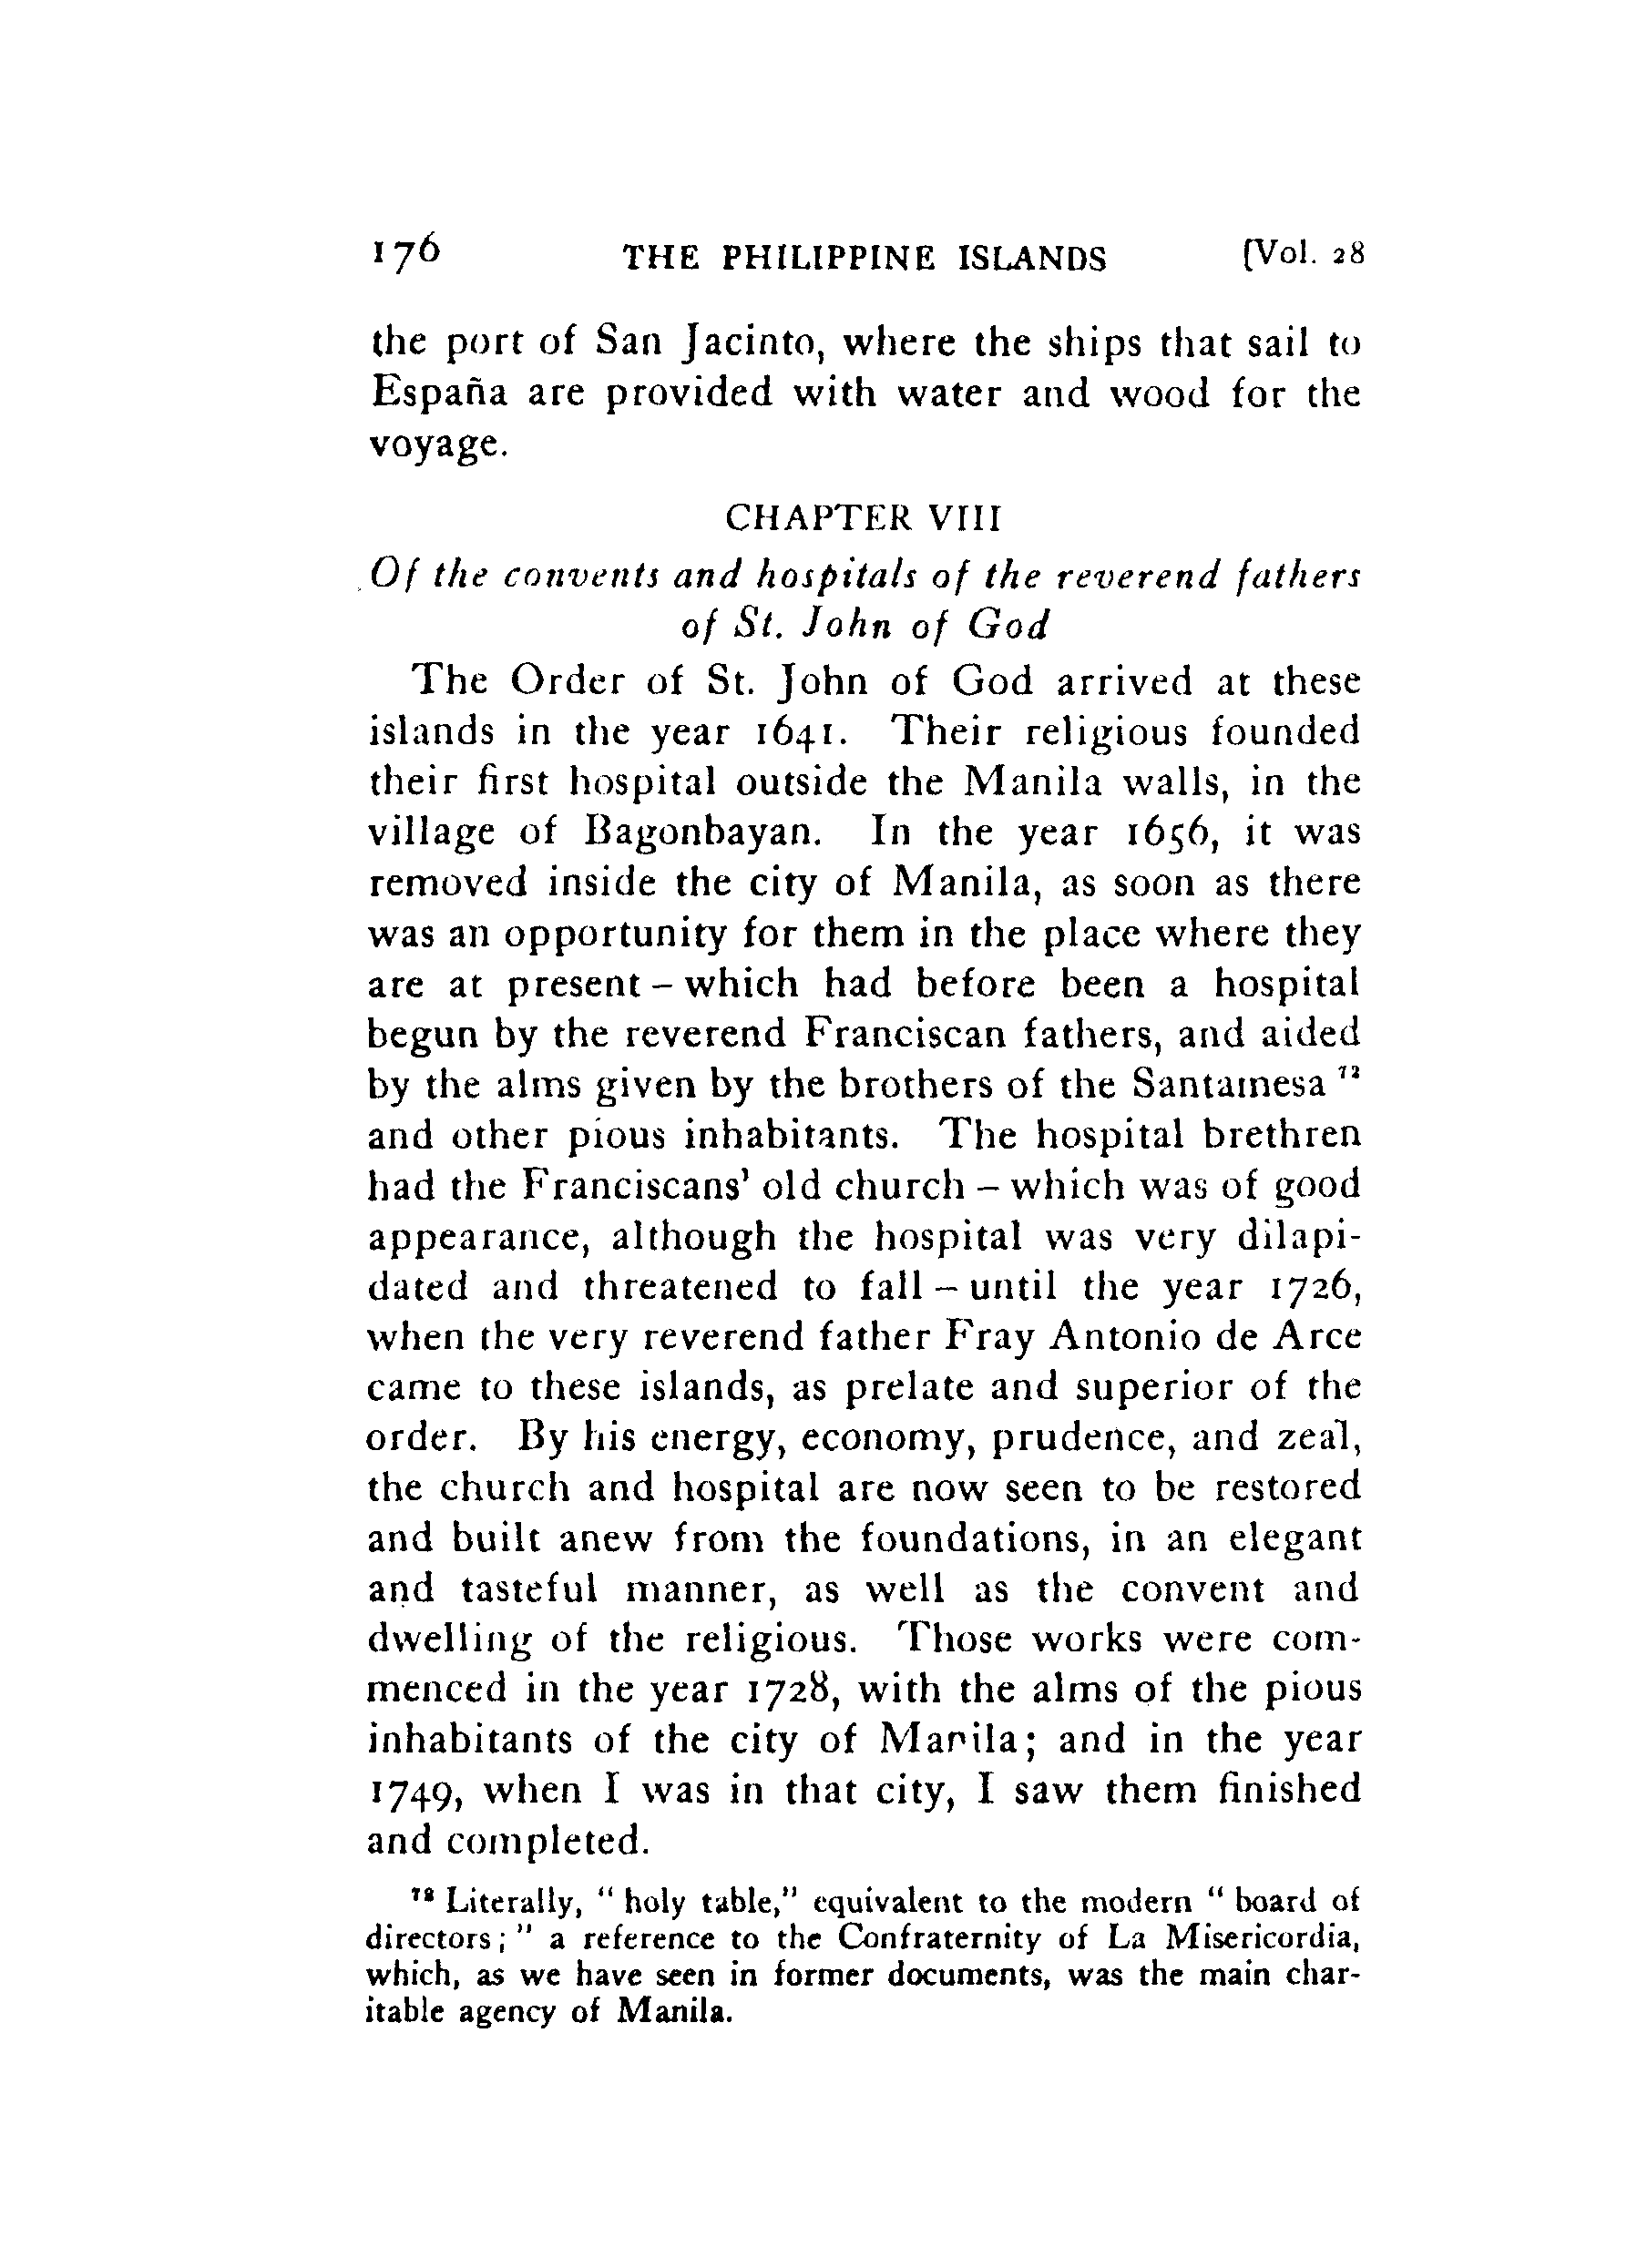 176 THE PHILIPPINE ISLANDS [Vol. 28
the port of San Jacinto, where the ships that sail to
España are provided with water and wood for the
voyage.
CHAPTER VIII
Of the convents and hospitals of the reverend fathers
of St. John of God
The Order of St. John of God arrived at these
islands in the year 1641. Their religious founded
their first hospital outside the Manila walls, in the
village of Bagonbayan. In the year 1656, it was
removed inside the city of Manila, as soon as there
was an opportunity for them in the place where they
are at present – which had before been a hospital
begun by the reverend Franciscan fathers, and aided
by the alms given by the brothers of the Santamesa 72
and other pious inhabitants. The hospital brethren
had the Franciscans' old church – which was of good
appearance, although the hospital was very dilapi-
dated and threatened to fall – until the year 1726,
when the very reverend father Fray Antonio de Arce
came to these islands, as prelate and superior of the
order. By his energy, economy, prudence, and zeal,
the church and hospital are now seen to be restored
and built anew from the foundations, in an elegant
and tasteful manner, as well as the convent and
dwelling of the religious. Those works were com-
menced in the year 1728, with the alms of the pious
inhabitants of the city of Manila; and in the year
1749, when I was in that city, I saw them finished
and completed.
72 Literally, "holy table," equivalent to the modern "board of
directors;" a reference to the Confraternity of La Misericordia,
which, as we have seen in former documents, was the main char-
itable agency of Manila.